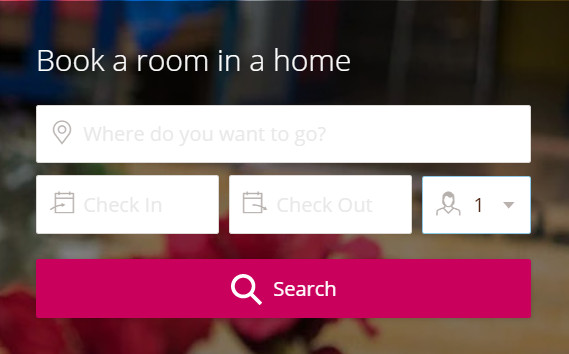 Book a room in a home
Where do you want to go?
Check In Check Out 1
Search